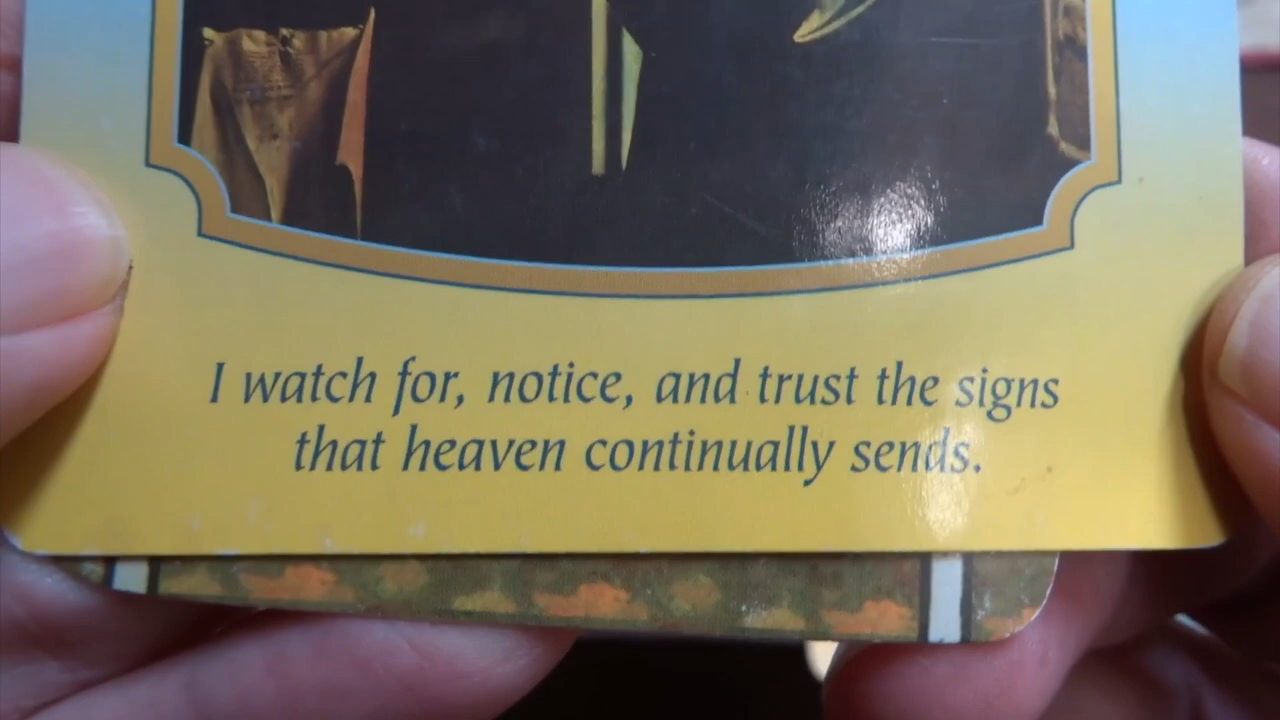 I watch for, notice, and trust the signs
that heaven continually sends.